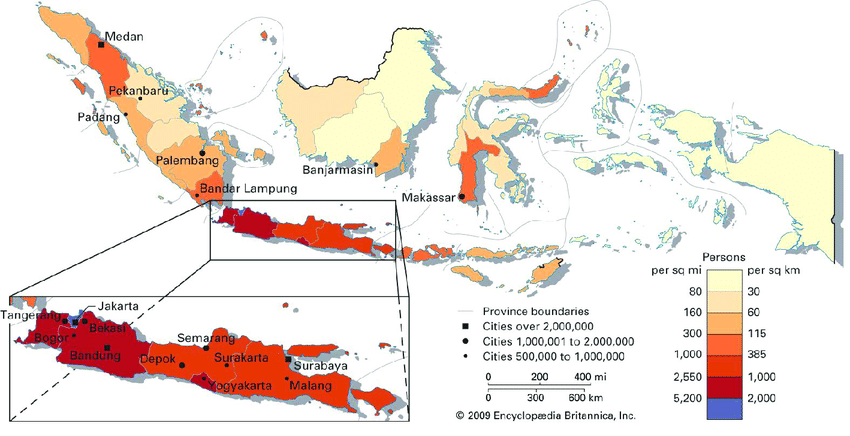 Medan
Pekanbaru
Padang
Palembang
Banjarmasin
Bandar Lampung
Makassar
Jakarta
Tangerang
Bekasi
Bogor
Bandung
Semarang
Depok
Surakarta
Surabaya
Yogyakarta
Malang
Persons
per sq mi per sq km
80 30
160 60
300 115
1,000 385
2,550 1,000
5,200 2,000
Province boundaries
Cities over 2,000,000
Cities 1,000,001 to 2,000,000
Cities 500,000 to 1,000,000
0 200 400 mi
0 300 600 km
© 2009 Encyclopædia Britannica, Inc.